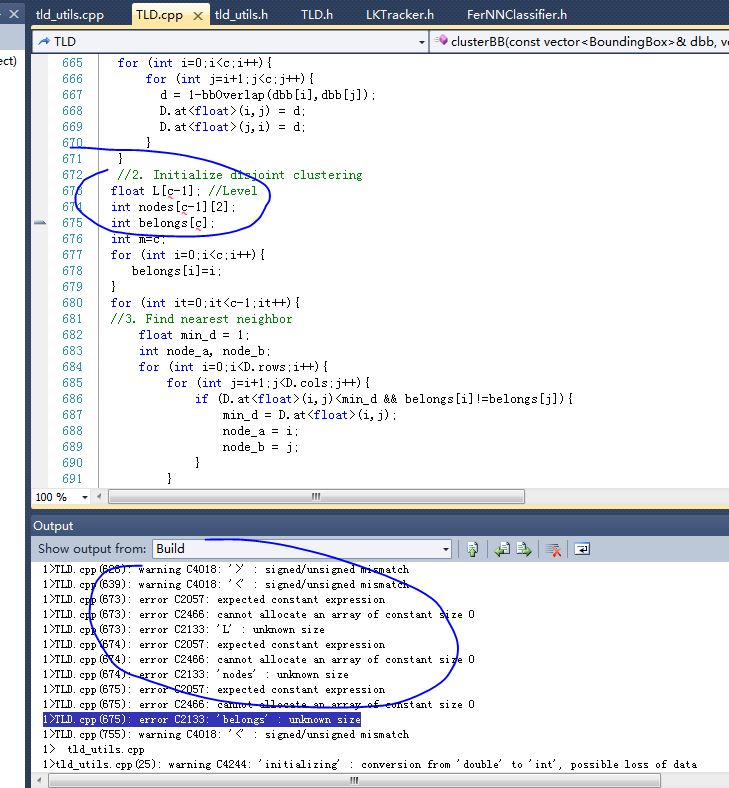 tld_utils.cpp TLD.cpp tld_utils.h TLD.h LKTracker.h FerNNClassifier.h
ect) TLD clusterBB(const vector<BoundingBox>& dbb, ve
665 for (int i=0;i<c;i++){
666 for (int j=i+1;j<c;j++){
667 d = 1-bbOverlap(dbb[i],dbb[j]);
668 D.at<float>(i,j) = d;
669 D.at<float>(j,i) = d;
670 }
671 }
672 //2. Initialize disjoint clustering
673 float L[c-1]; //Level
674 int nodes[c-1][2];
675 int belongs[c];
676 int m=c;
677 for (int i=0;i<c;i++){
678 belongs[i]=i;
679 }
680 for (int it=0;it<c-1;it++){
681 //3. Find nearest neighbor
682 float min_d = 1;
683 int node_a, node_b;
684 for (int i=0;i<D.rows;i++){
685 for (int j=i+1;j<D.cols;j++){
686 if (D.at<float>(i,j)<min_d && belongs[i]!=belongs[j]){
687 min_d = D.at<float>(i,j);
688 node_a = i;
689 node_b = j;
690 }
691 }
100 %
Output
Show output from: Build
1>TLD.cpp(626): warning C4018: '>' : signed/unsigned mismatch
1>TLD.cpp(639): warning C4018: '<' : signed/unsigned mismatch
1>TLD.cpp(673): error C2057: expected constant expression
1>TLD.cpp(673): error C2466: cannot allocate an array of constant size 0
1>TLD.cpp(673): error C2133: 'L' : unknown size
1>TLD.cpp(674): error C2057: expected constant expression
1>TLD.cpp(674): error C2466: cannot allocate an array of constant size 0
1>TLD.cpp(674): error C2133: 'nodes' : unknown size
1>TLD.cpp(675): error C2057: expected constant expression
1>TLD.cpp(675): error C2466: cannot allocate an array of constant size 0
1>TLD.cpp(675): error C2133: 'belongs' : unknown size
1>TLD.cpp(755): warning C4018: '<' : signed/unsigned mismatch
1> tld_utils.cpp
1>tld_utils.cpp(25): warning C4244: 'initializing' : conversion from 'double' to 'int', possible loss of data